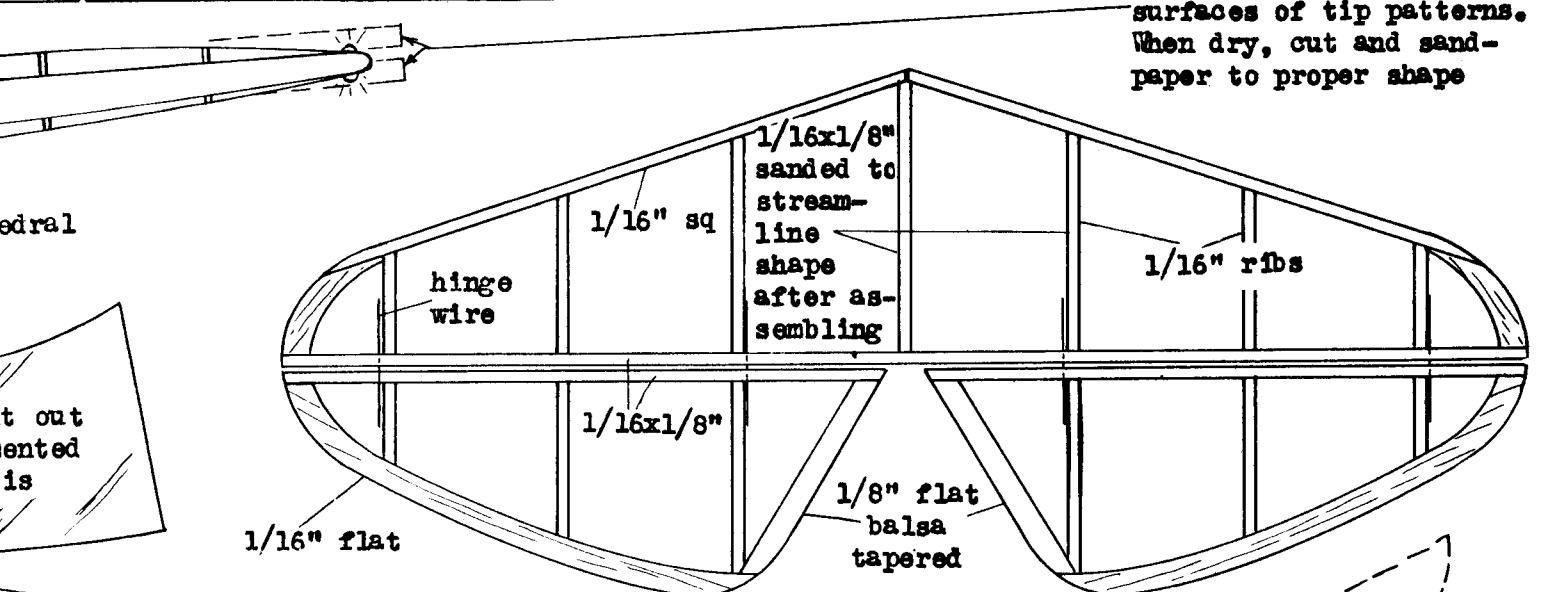 surfaces of tip patterns.
When dry, cut and sand-
paper to proper shape
1/16x1/8"
sanded to
stream-
line
shape
after as-
sembling
1/16" sq
hinge
wire
1/16" ribs
1/16x1/8"
1/8" flat
balsa
tapered
1/16" flat
edral
t out
ented
is